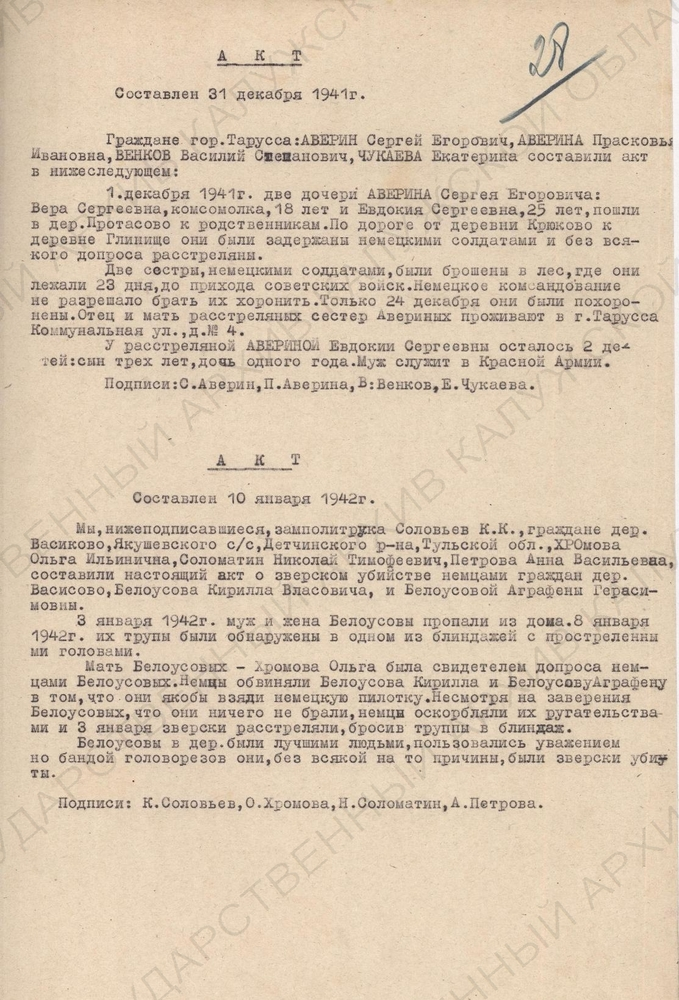 28
А К Т
Составлен 31 декабря 1941г.
Граждане гор.Тарусса:АВЕРИН Сергей Егорович,АВЕРИНА Прасковья
Ивановна,ВЕНКОВ Василий Степанович,ЧУКАЕВА Екатерина составили акт
в нижеследующем:
1.декабря 1941г. две дочери АВЕРИНА Сергея Егоровича:
Вера Сергеевна,комсомолка,18 лет и Евдокия Сергеевна,25 лет,пошли
в дер.Протасово к родственникам.По дороге от деревни Крюково к
деревне Глинище они были задержаны немецкими солдатами и без вся-
кого допроса расстреляны.
Две сестры,немецкими солдатами,были брошены в лес,где они
лежали 23 дня,до прихода советских войск.Немецкое командование
не разрешало брать их хоронить.Только 24 декабря они были похоро-
нены.Отец и мать расстреляных сестер Авериных проживают в г.Тарусса
Коммунальная ул.,д.№ 4.
У расстреляной АВЕРИНОЙ Евдокии Сергеевны осталось 2 де-
тей:сын трех лет,дочь одного года.Муж служит в Красной Армии.
Подписи:С.Аверин,П.Аверина,В:Венков,Е.Чукаева.
А К Т
Составлен 10 января 1942г.
Мы,нижеподписавшиеся,замполитрука Соловьев К.К.,граждане дер.
Васиково,Якушевского с/с,Детчинского р-на,Тульской обл.,ХРОмова
Ольга Ильинична,Соломатин Николай Тимофеевич,Петрова Анна Васильевна,
составили настоящий акт о зверском убийстве немцами граждан дер.
Васисово,Белоусова Кирилла Власовича, и Белоусовой Аграфены Гераси-
мовны.
3 января 1942г. муж и жена Белоусовы пропали из дома.8 января
1942г. их трупы были обнаружены в одном из блиндажей с простреленны
ми головами.
Мать Белоусовых - Хромова Ольга была свидетелем допроса нем-
цами Белоусовых.Немцы обвиняли Белоусова Кирилла и БелоусовуАграфену
в том,что они якобы взяди немецкую пилотку.Несмотря на заверения
Белоусовых,что они ничего не брали,немцы оскорбляли их ругательства-
ми и 3 января зверски расстреляли,бросив труппы в блиндаж.
Белоусовы в дер.были лучшими людьми,пользовались уважением
но бандой головорезов они,без всякой на то причины,были зверски уби
ты.
Подписи: К.Соловьев,О.Хромова,Н.Соломатин,А.Петрова.
ГОСУДАРСТВЕННЫЙ АРХИВ КАЛУЖСКОЙ ОБЛАСТИ